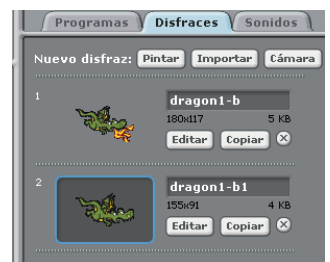 Programas Disfraces Sonidos
Nuevo disfraz: Pintar Importar Cámara
1
dragon1-b
180x117 5 KB
Editar Copiar
2
dragon1-b1
155x91 4 KB
Editar Copiar